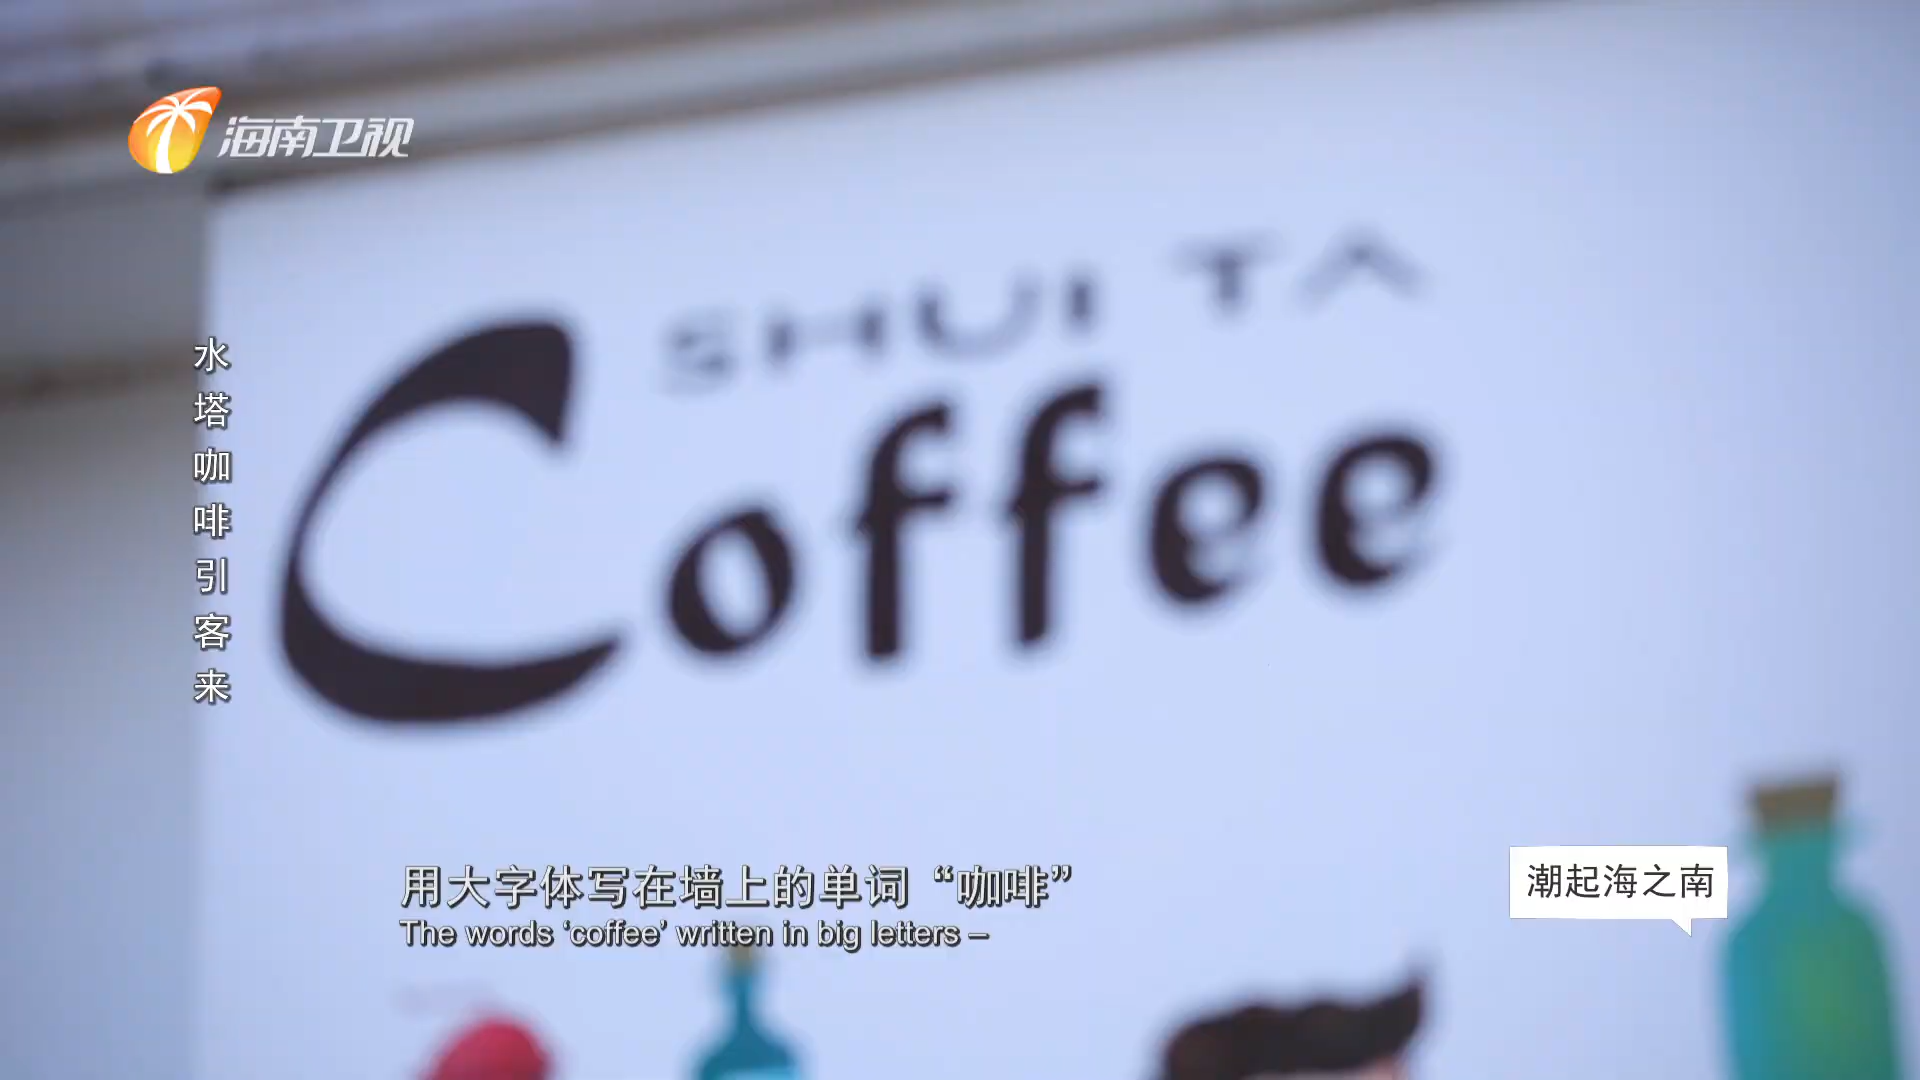 海南卫视
SHUI TA
Coffee
水塔咖啡引客来
用大字体写在墙上的单词“咖啡”
The words ‘coffee’ written in big letters –
潮起海之南